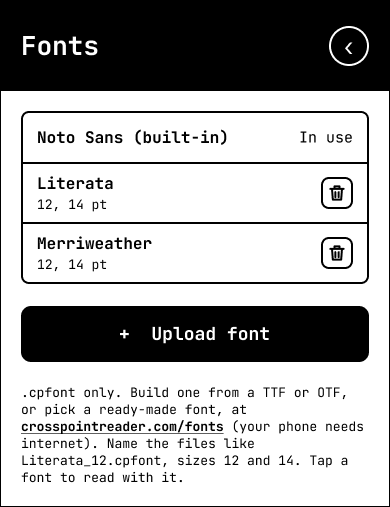 Fonts
‹
Noto Sans (built-in) In use
Literata
12, 14 pt
Merriweather
12, 14 pt
+ Upload font
.cpfont only. Build one from a TTF or OTF,
or pick a ready-made font, at
crosspointreader.com/fonts (your phone needs
internet). Name the files like
Literata_12.cpfont, sizes 12 and 14. Tap a
font to read with it.